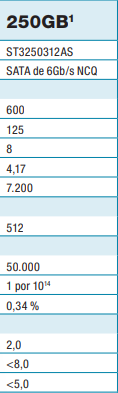 250GB¹
ST3250312AS
SATA de 6Gb/s NCQ
600
125
8
4,17
7.200
512
50.000
1 por 10¹⁴
0,34 %
2,0
<8,0
<5,0